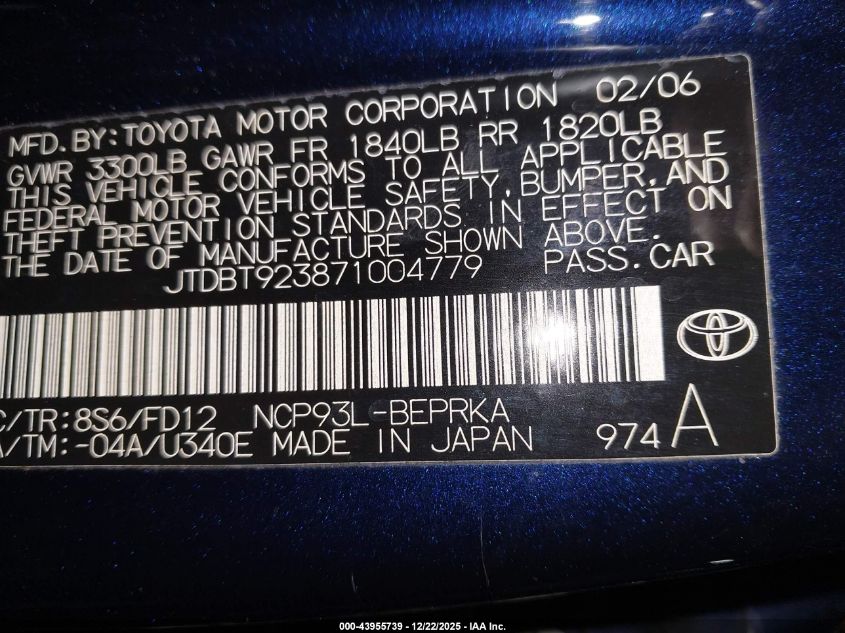 MFD. BY: TOYOTA MOTOR CORPORATION 02/06
GVWR 3300LB GAWR FR 1840LB RR 1820LB
THIS VEHICLE CONFORMS TO ALL APPLICABLE
FEDERAL MOTOR VEHICLE SAFETY, BUMPER, AND
THEFT PREVENTION STANDARDS IN EFFECT ON
THE DATE OF MANUFACTURE SHOWN ABOVE.
JTDBT923871004779 PASS. CAR
C/TR: 8S6/FD12 NCP93L-BEPRKA
A/TM: -04A/U340E MADE IN JAPAN 974 A
000-43955739 - 12/22/2025 - IAA Inc.